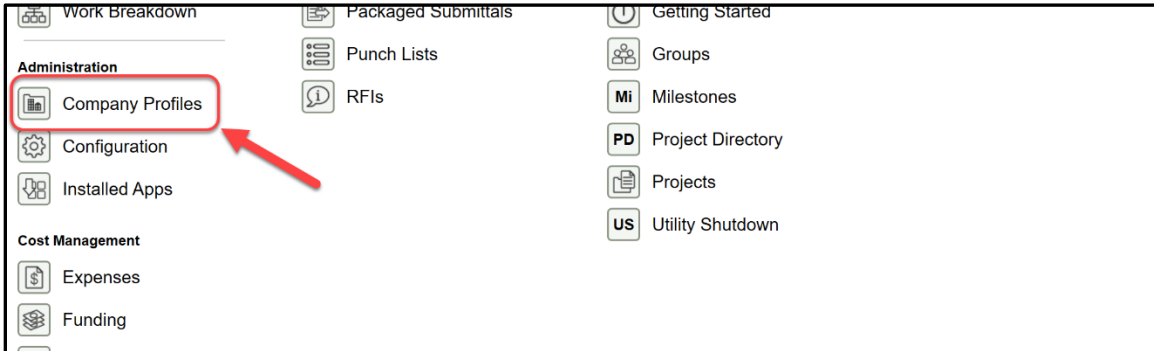 Work Breakdown
Administration
Company Profiles
Configuration
Installed Apps
Cost Management
Expenses
$
Funding
Packaged Submittals
Punch Lists
RFIs
Getting Started
Groups
Mi Milestones
PD Project Directory
Projects
US Utility Shutdown